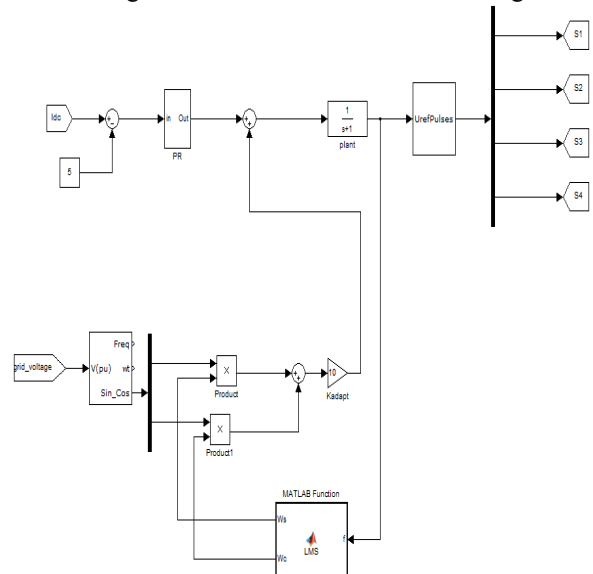 Idc
5
in Out
PR
1
s+1
plant
UrefPulses
S1
S2
S3
S4
grid_voltage
V(pu)
Freq
wt
Sin_Cos
X
Product
X
Product1
10
Kadapt
MATLAB Function
Ws
Wc
LMS
f